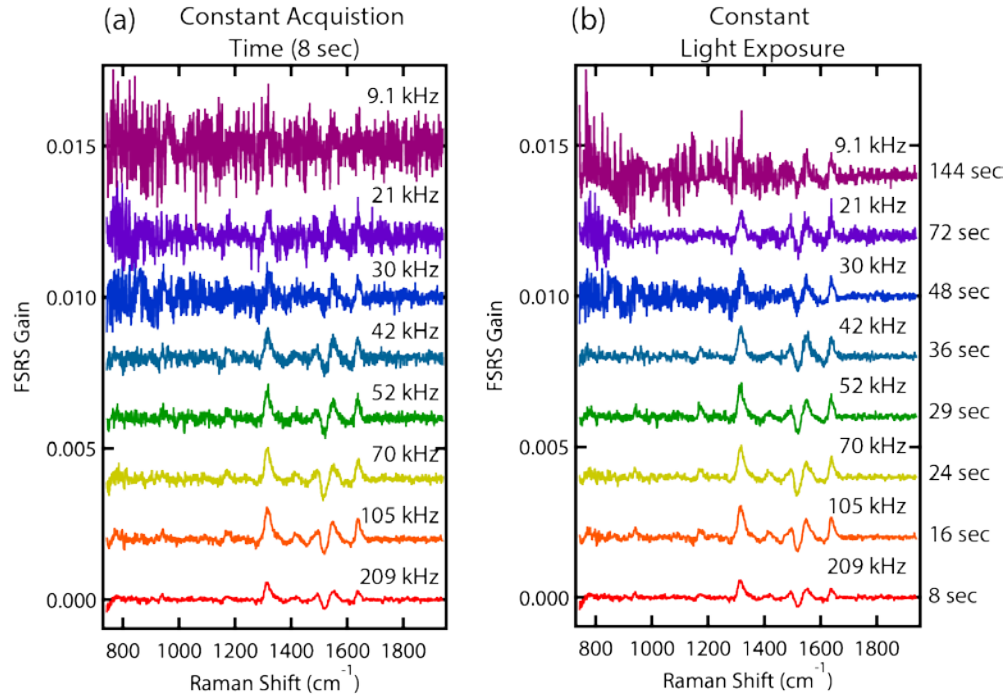 (a)
Constant Acquistion
Time (8 sec)
FSRS Gain
0.015
0.010
0.005
0.000
9.1 kHz
21 kHz
30 kHz
42 kHz
52 kHz
70 kHz
105 kHz
209 kHz
800 1000 1200 1400 1600 1800
Raman Shift (cm⁻¹)
(b)
Constant
Light Exposure
FSRS Gain
0.015
0.010
0.005
0.000
9.1 kHz
144 sec
21 kHz
72 sec
30 kHz
48 sec
42 kHz
36 sec
52 kHz
29 sec
70 kHz
24 sec
105 kHz
16 sec
209 kHz
8 sec
800 1000 1200 1400 1600 1800
Raman Shift (cm⁻¹)